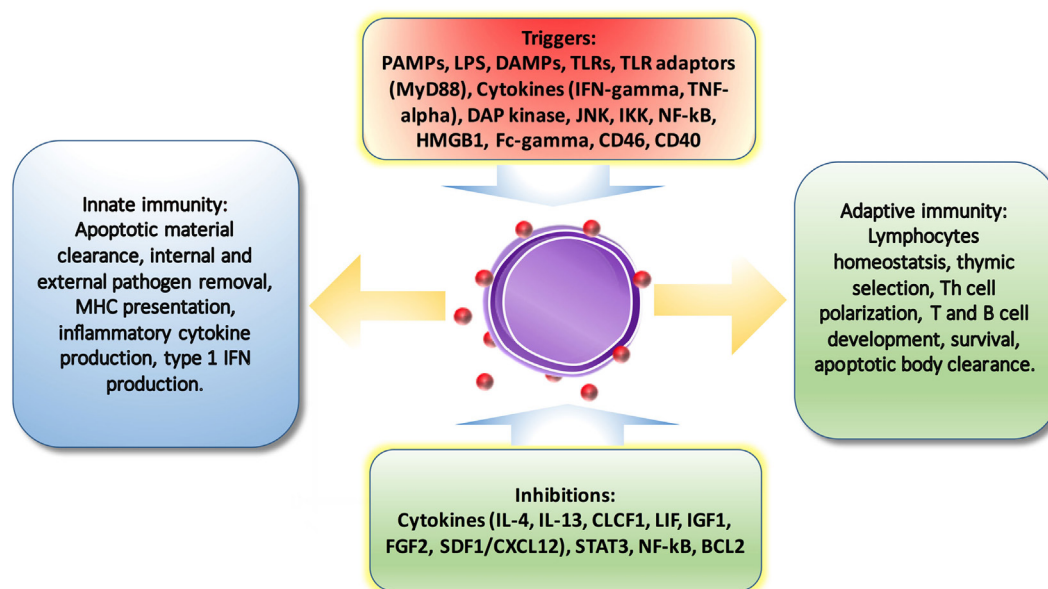 Triggers:
PAMPs, LPS, DAMPs, TLRs, TLR adaptors
(MyD88), Cytokines (IFN-gamma, TNF-
alpha), DAP kinase, JNK, IKK, NF-kB,
HMGB1, Fc-gamma, CD46, CD40
Innate immunity:
Apoptotic material
clearance, internal and
external pathogen removal,
MHC presentation,
inflammatory cytokine
production, type 1 IFN
production.
Adaptive immunity:
Lymphocytes
homeostatsis, thymic
selection, Th cell
polarization, T and B cell
development, survival,
apoptotic body clearance.
Inhibitions:
Cytokines (IL-4, IL-13, CLCF1, LIF, IGF1,
FGF2, SDF1/CXCL12), STAT3, NF-kB, BCL2